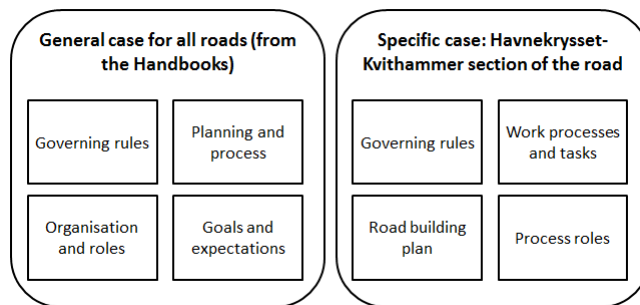 General case for all roads (from
the Handbooks)
Governing rules
Planning and
process
Organisation
and roles
Goals and
expectations
Specific case: Havnekrysset-
Kvithammer section of the road
Governing rules
Work processes
and tasks
Road building
plan
Process roles